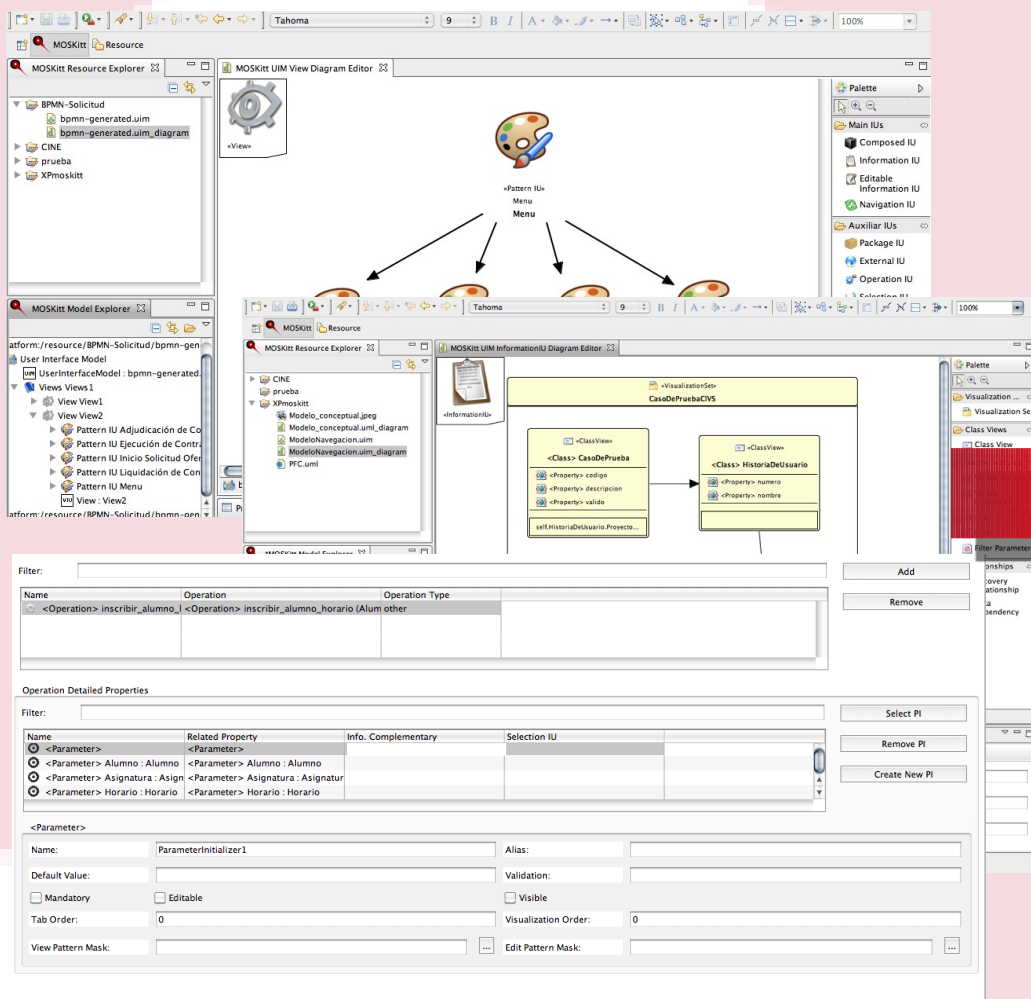 Tahoma 9 B I A 100%
MOSKitt Resource
MOSKitt Resource Explorer
MOSKitt UIM View Diagram Editor
BPMN-Solicitud
bpmn-generated.uim
bpmn-generated.uim_diagram
CINE
prueba
XPmoskitt
«View»
«Pattern IU»
Menu
Menu
Palette
Main IUs
Composed IU
Information IU
Editable
Information IU
Navigation IU
Auxiliar IUs
Package IU
External IU
Operation IU
Selection IU
MOSKitt Model Explorer
atform:/resource/BPMN-Solicitud/bpmn-gen
User Interface Model
UIM UserInterfaceModel : bpmn-generated.
Views Views1
View View1
View View2
Pattern IU Adjudicación de Co
Pattern IU Ejecución de Contra
Pattern IU Inicio Solicitud Ofer
Pattern IU Liquidación de Con
Pattern IU Menu
VIU View : View2
atform:/resource/BPMN-Solicitud/bpmn-gen
Tahoma 9 B I A 100%
MOSKitt Resource
MOSKitt Resource Explorer
MOSKitt UIM InformationIU Diagram Editor
CINE
prueba
XPmoskitt
Modelo_conceptual.jpeg
Modelo_conceptual.uml_diagram
ModeloNavegacion.uim
ModeloNavegacion.uim_diagram
PFC.uml
*MOSKitt Model Explorer
«InformationIU»
«VisualizationSet»
CasoDePruebaCIVS
«ClassView»
<Class> CasoDePrueba
<Property> codigo
<Property> descripcion
<Property> valido
self.HistoriaDeUsuario.Proyecto...
«ClassView»
<Class> HistoriaDeUsuario
<Property> numero
<Property> nombre
Palette
Visualization ...
Visualization Se
Class Views
Class View
Filter Parameter
onships
covery
ationship
ta
pendency
Filter:
Add
Remove
Name Operation Operation Type
<Operation> inscribir_alumno_l <Operation> inscribir_alumno_horario (Alum other
Operation Detailed Properties
Filter:
Select PI
Remove PI
Create New PI
Name Related Property Info. Complementary Selection IU
<Parameter> <Parameter>
<Parameter> Alumno : Alumno <Parameter> Alumno : Alumno
<Parameter> Asignatura : Asign <Parameter> Asignatura : Asignatur
<Parameter> Horario : Horario <Parameter> Horario : Horario
<Parameter>
Name: ParameterInitializer1 Alias:
Default Value: Validation:
Mandatory Editable Visible
Tab Order: 0 Visualization Order: 0
View Pattern Mask: ... Edit Pattern Mask: ...